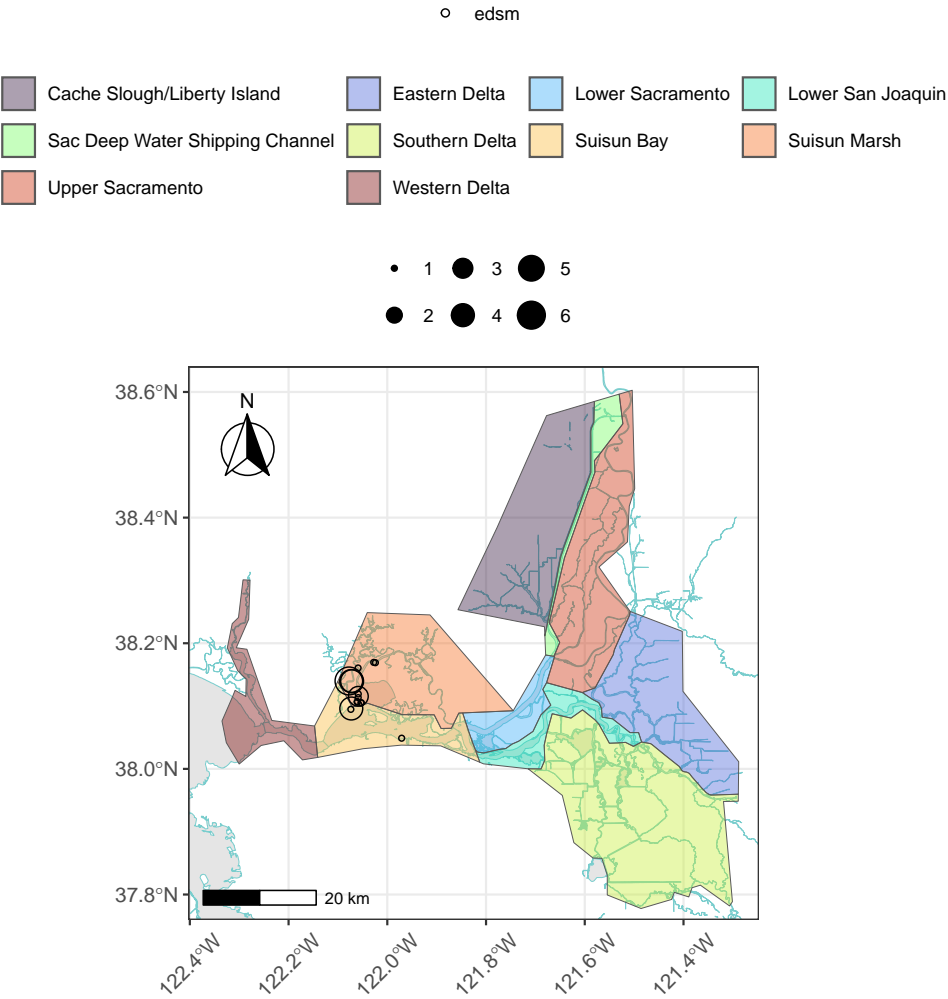 edsm
Cache Slough/Liberty Island Eastern Delta Lower Sacramento Lower San Joaquin
Sac Deep Water Shipping Channel Southern Delta Suisun Bay Suisun Marsh
Upper Sacramento Western Delta
1 3 5
2 4 6
38.6°N
N
38.4°N
38.2°N
38.0°N
37.8°N
20 km
122.4°W 122.2°W 122.0°W 121.8°W 121.6°W 121.4°W